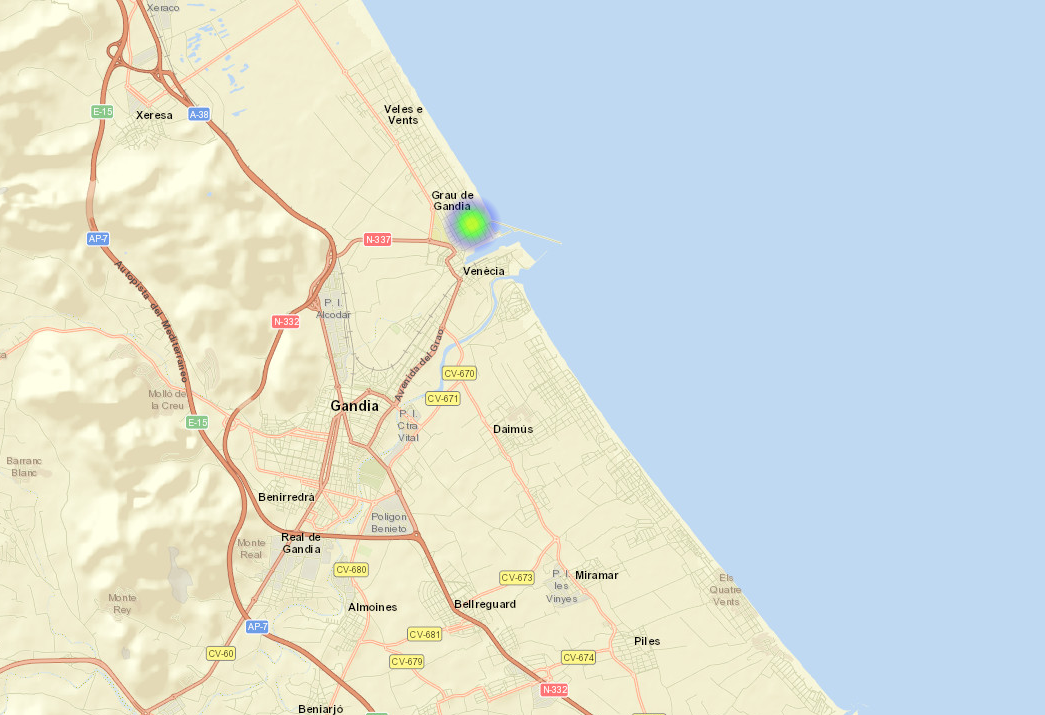 Xeraco
E-15
Xeresa
A-38
Veles e
Vents
Grau de
Gandia
AP-7
N-337
Venècia
Autopista del Mediterráneo
P. I.
Alcodar
N-332
Avenida del Grau
CV-670
CV-671
Molló de
la Creu
Gandia
P. I.
Ctra
Vital
E-15
Daimús
Barranc
Blanc
Benirredrà
Polígon
Benieto
Real de
Gandia
Monte
Real
CV-680
CV-673
P. I.
les
Vinyes
Miramar
Els
Quatre
Vents
Monte
Rey
Almoines
Bellreguard
AP-7
CV-681
Piles
CV-60
CV-679
CV-674
N-332
Beniarjó